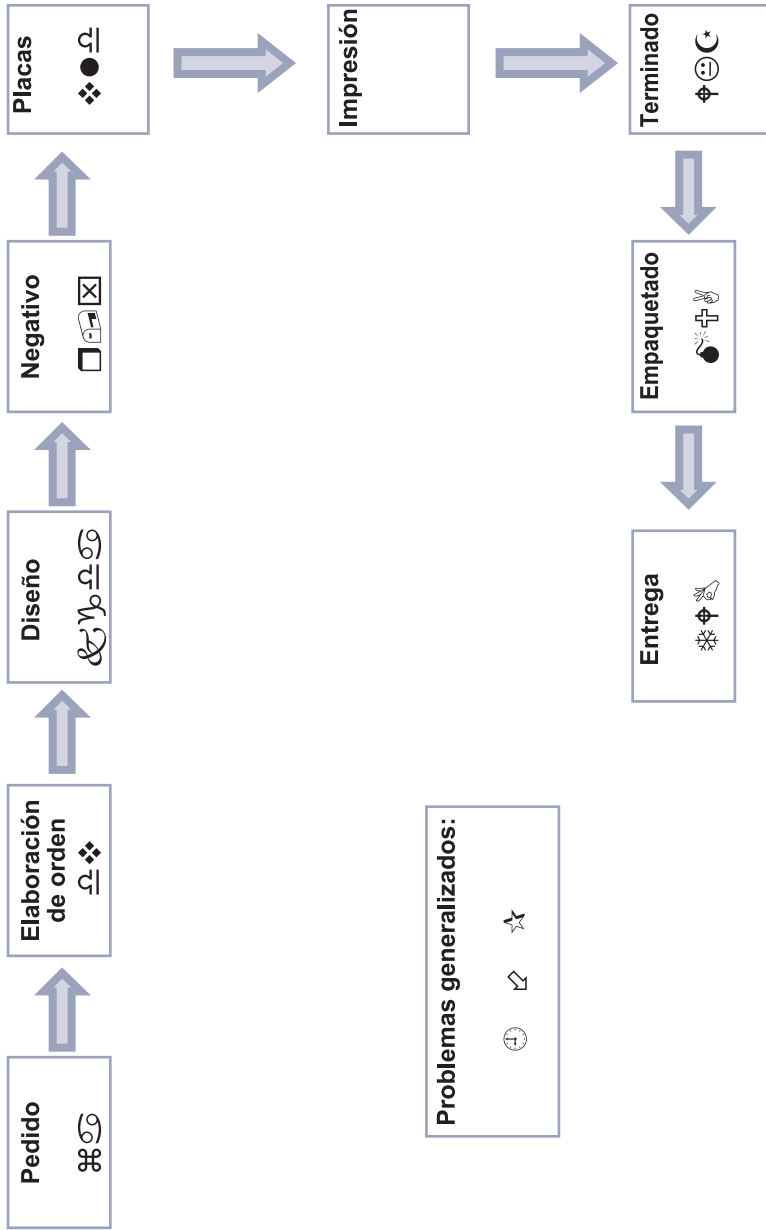 Pedido
⌘♋
Elaboración
de orden
♎❖
Diseño
&♑♎♋
Negativo
❒ ⌧
Placas
❖●♎
Impresión
Terminado
😐☪
Empaquetado
💣✞✌
Entrega
❄👌
Problemas generalizados:
🕘 ✰